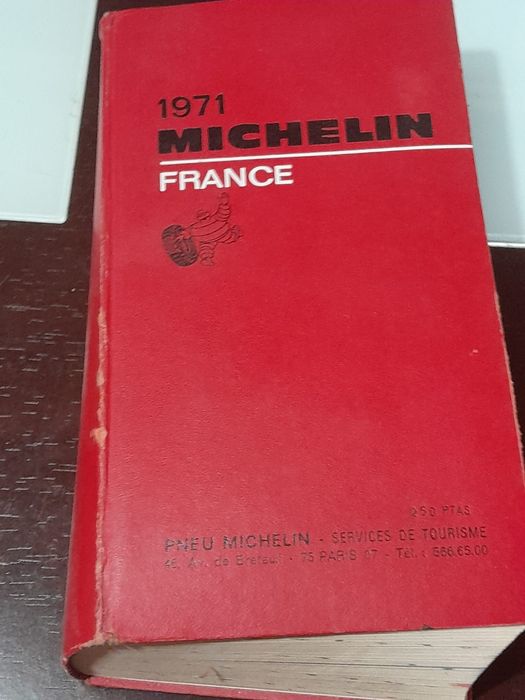 1971
MICHELIN
FRANCE
250 PTAS
PNEU MICHELIN - SERVICES DE TOURISME
46, Av. de Breteuil - 75 PARIS 07 - Tél. : 566.65.00